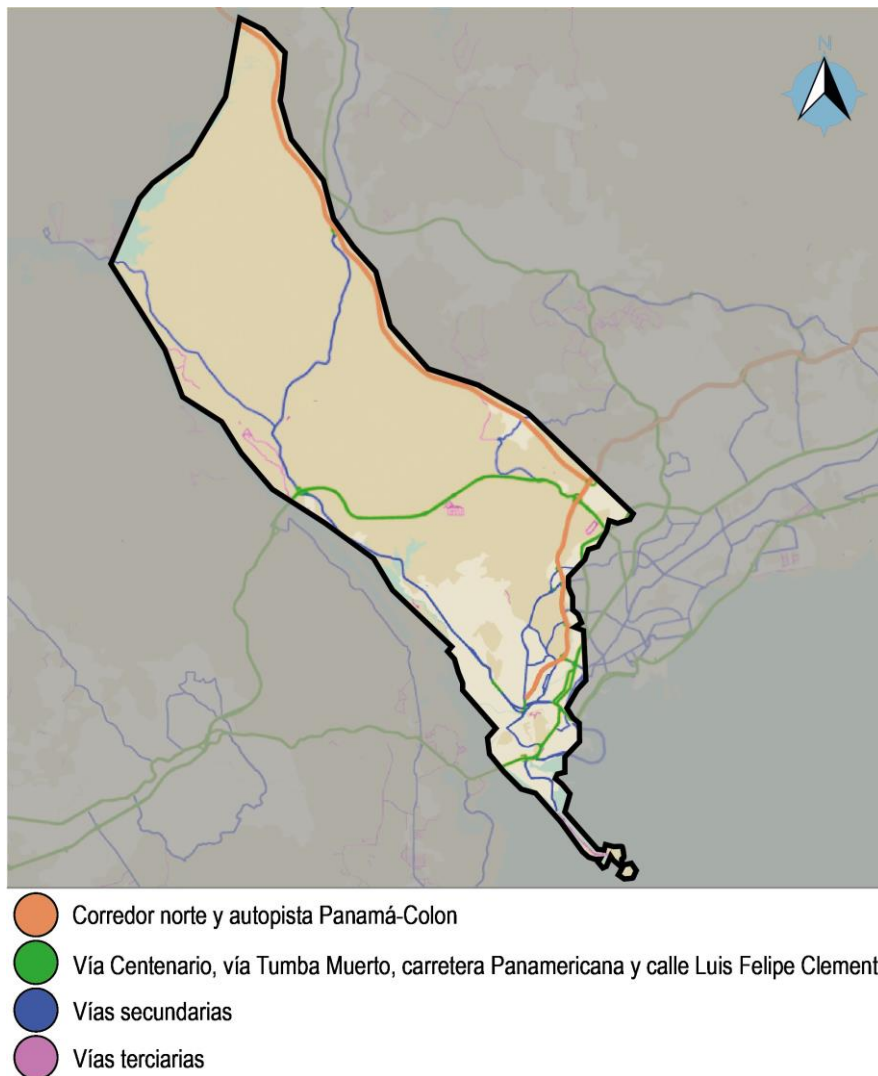 N
Corredor norte y autopista Panamá-Colon
Vía Centenario, vía Tumba Muerto, carretera Panamericana y calle Luis Felipe Clement
Vías secundarias
Vías terciarias